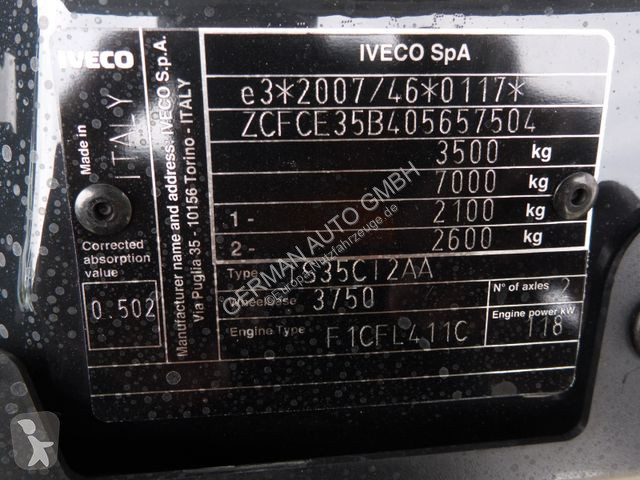 IVECO
IVECO SpA
e3*2007/46*0117*
ZCFCE35B405657504
3500 kg
7000 kg
1- 2100 kg
2- 2600 kg
Type S35CI2AA
Wheelbase 3750
N° of axles 2
Engine Type F1CFL411C
Engine power kW 118
Made in ITALY
Corrected absorption value
0.502
Manufacturer name and address: IVECO S.p.A.
Via Puglia 35 - 10156 Torino - ITALY
GERMAN AUTO GMBH